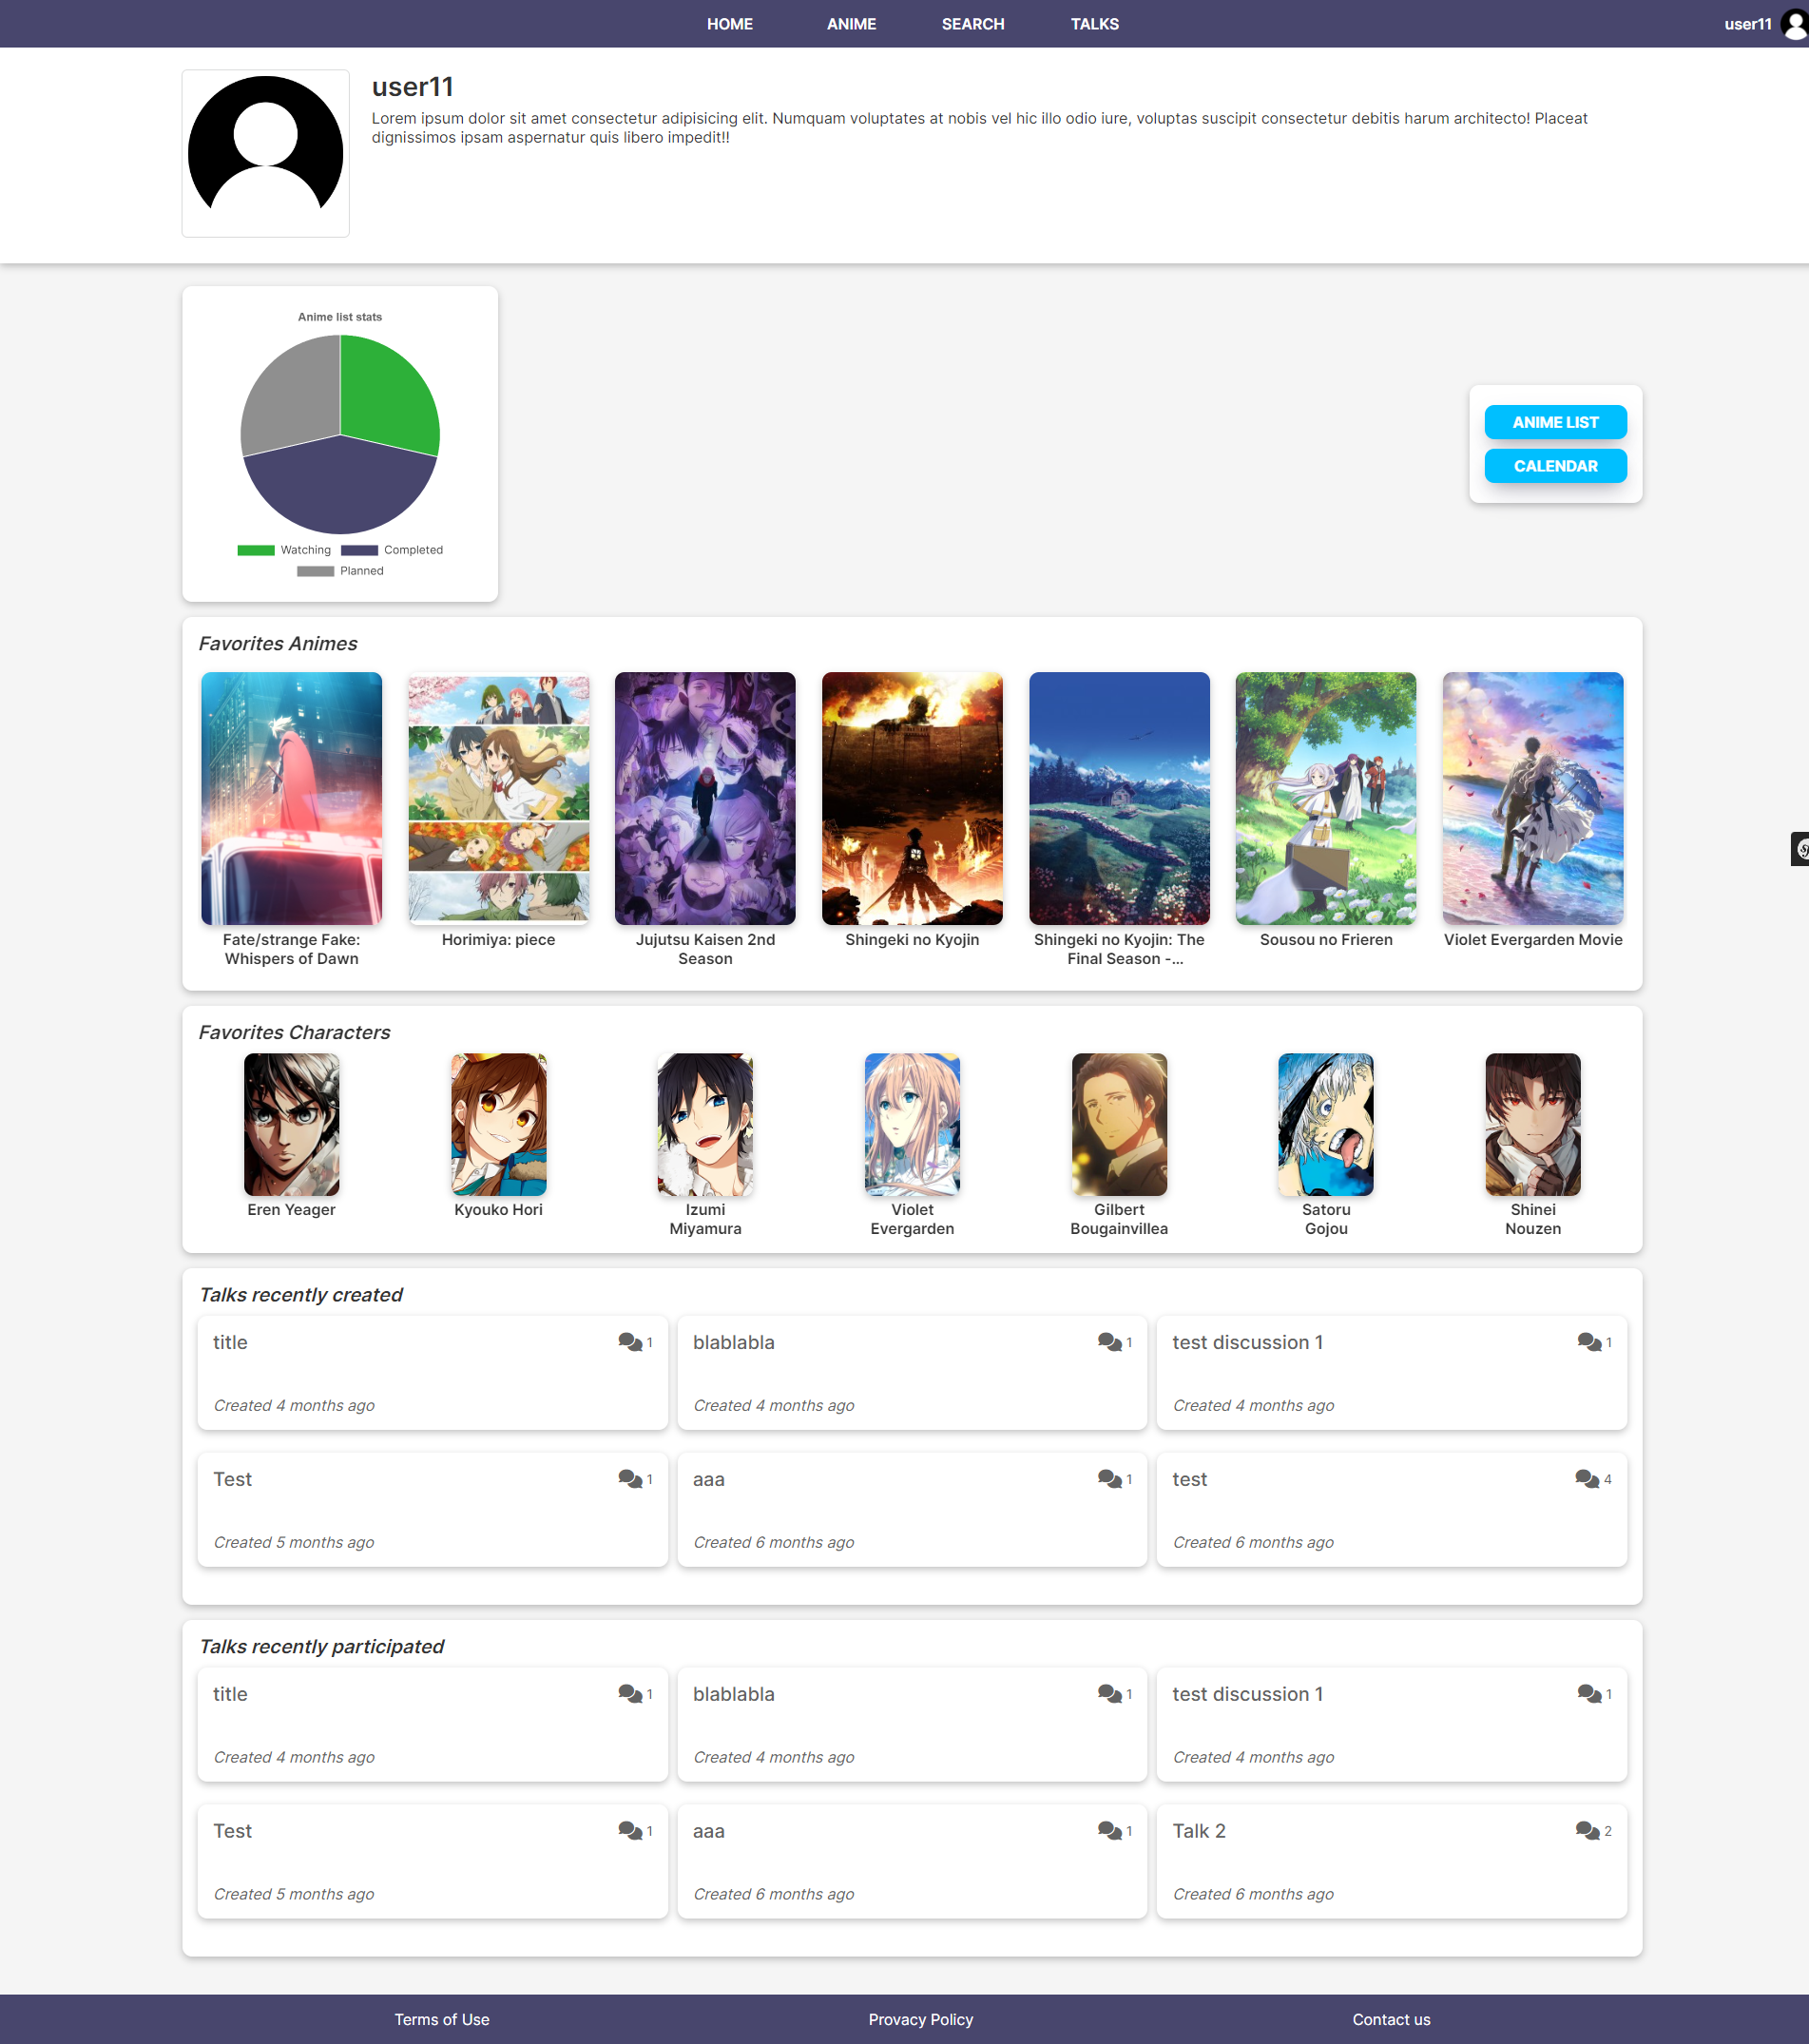 HOME ANIME SEARCH TALKS user11
user11
Lorem ipsum dolor sit amet consectetur adipisicing elit. Numquam voluptates at nobis vel hic illo odio iure, voluptas suscipit consectetur debitis harum architecto! Placeat
dignissimos ipsam aspernatur quis libero impedit!!
Anime list stats
Watching Completed
Planned
ANIME LIST
CALENDAR
Favorites Animes
Fate/strange Fake:
Whispers of Dawn
Horimiya: piece
Jujutsu Kaisen 2nd
Season
Shingeki no Kyojin
Shingeki no Kyojin: The
Final Season -...
Sousou no Frieren
Violet Evergarden Movie
Favorites Characters
Eren Yeager
Kyouko Hori
Izumi
Miyamura
Violet
Evergarden
Gilbert
Bougainvillea
Satoru
Gojou
Shinei
Nouzen
Talks recently created
title 1
Created 4 months ago
blablabla 1
Created 4 months ago
test discussion 1 1
Created 4 months ago
Test 1
Created 5 months ago
aaa 1
Created 6 months ago
test 4
Created 6 months ago
Talks recently participated
title 1
Created 4 months ago
blablabla 1
Created 4 months ago
test discussion 1 1
Created 4 months ago
Test 1
Created 5 months ago
aaa 1
Created 6 months ago
Talk 2 2
Created 6 months ago
Terms of Use Provacy Policy Contact us